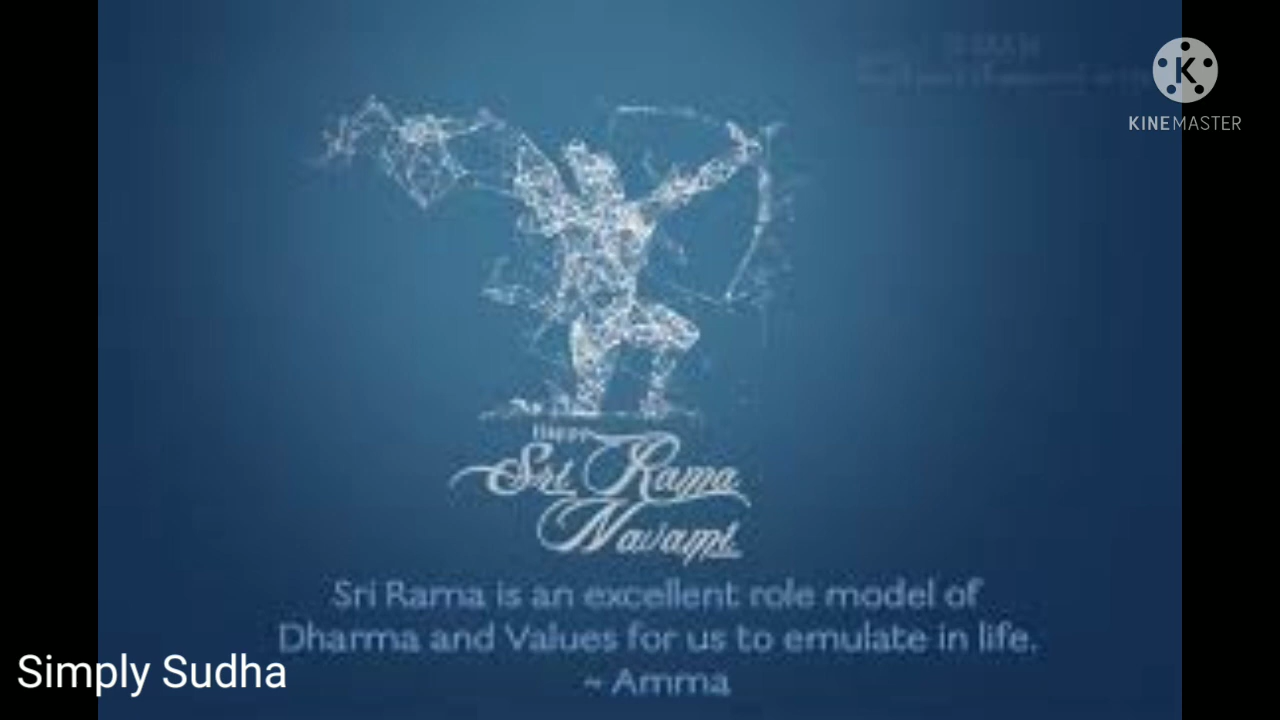 KINEMASTER
HAPPY
Sri Rama
Navami
Sri Rama is an excellent role model of
Dharma and Values for us to emulate in life.
~ Amma
Simply Sudha